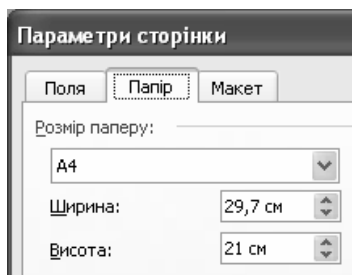 Параметри сторінки
Поля Папір Макет
Розмір паперу:
A4
Ширина: 29,7 см
Висота: 21 см